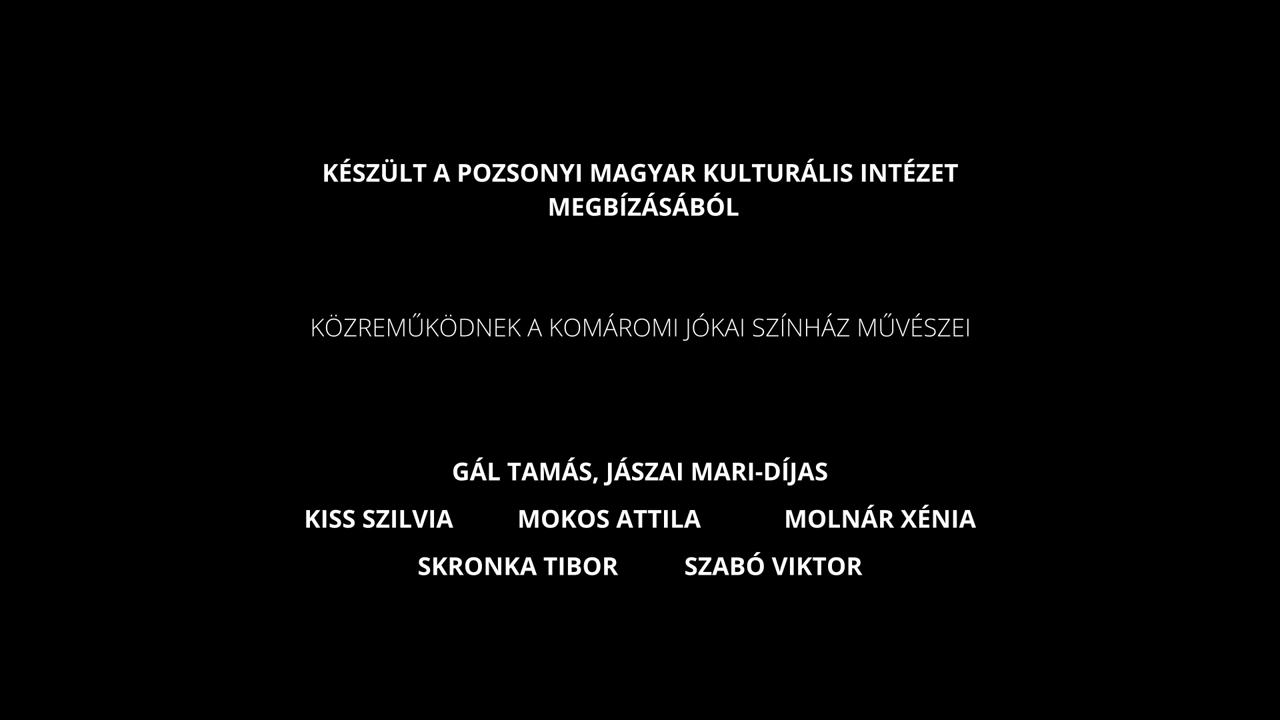 KÉSZÜLT A POZSONYI MAGYAR KULTURÁLIS INTÉZET
MEGBÍZÁSÁBÓL
KÖZREMŰKÖDNEK A KOMÁROMI JÓKAI SZÍNHÁZ MŰVÉSZEI
GÁL TAMÁS, JÁSZAI MARI-DÍJAS
KISS SZILVIA MOKOS ATTILA MOLNÁR XÉNIA
SKRONKA TIBOR SZABÓ VIKTOR